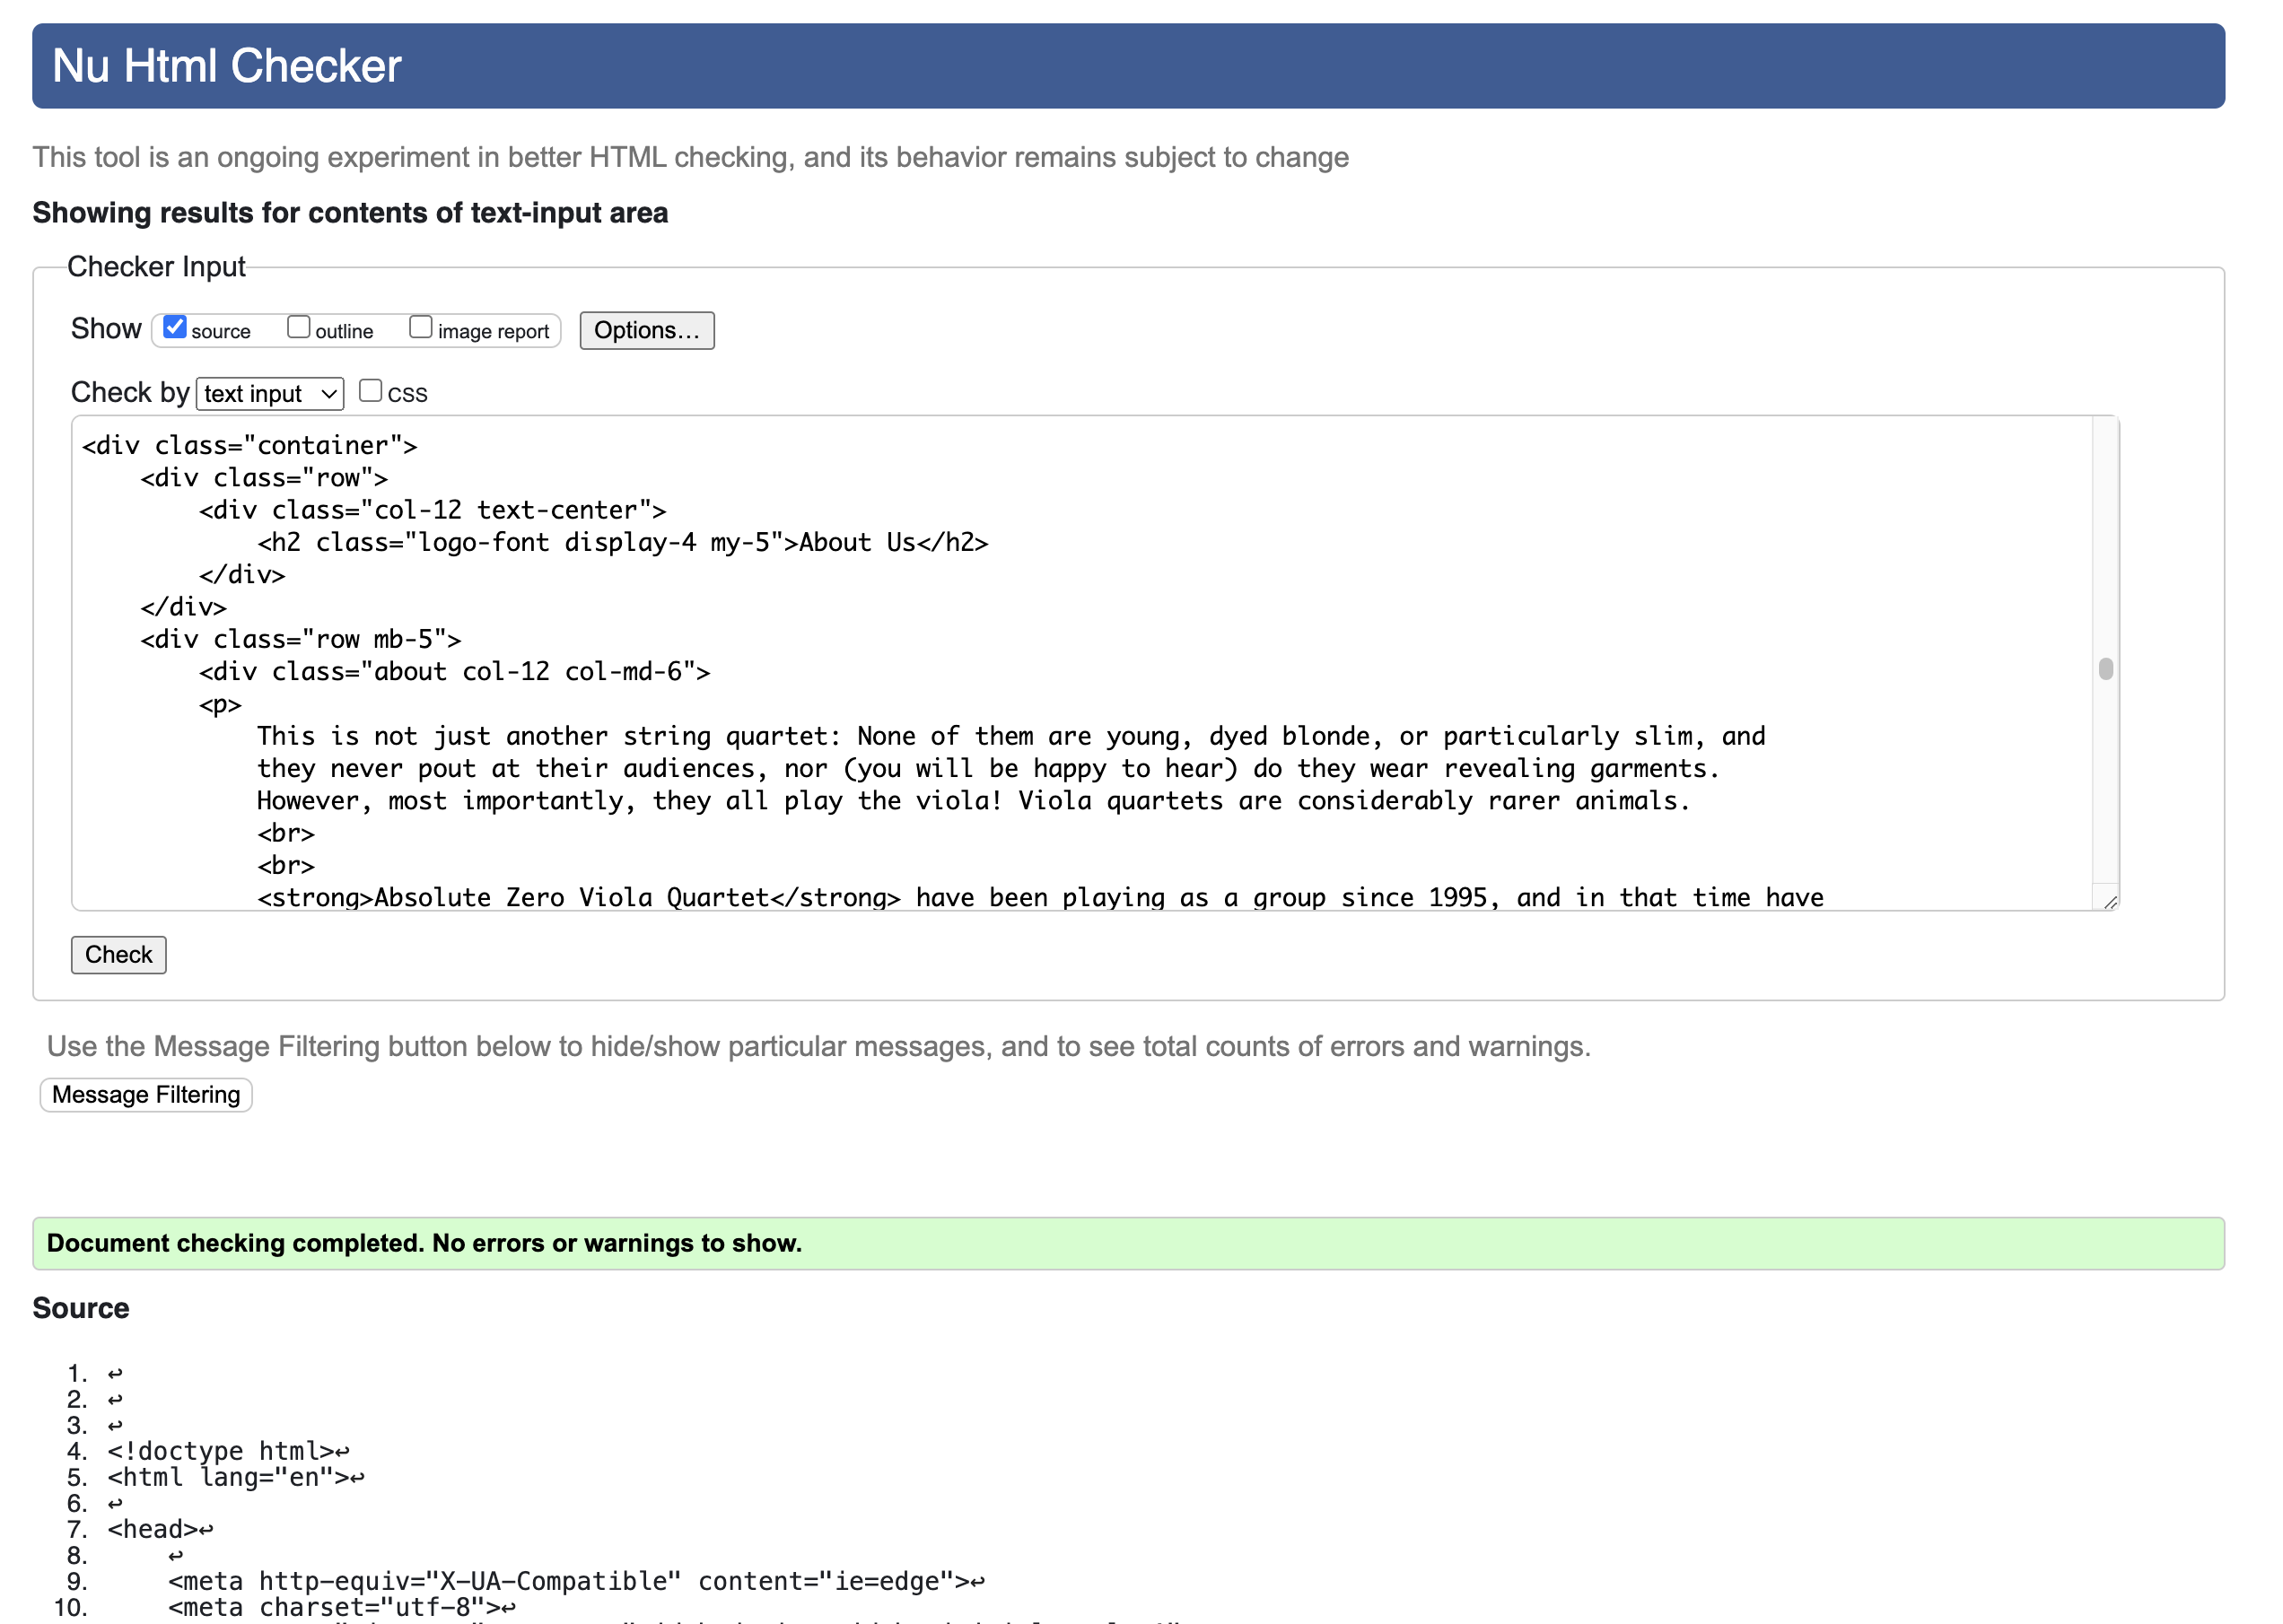 Nu Html Checker
This tool is an ongoing experiment in better HTML checking, and its behavior remains subject to change
Showing results for contents of text-input area
Checker Input
Show source outline image report Options…
Check by text input CSS
<div class="container">
    <div class="row">
        <div class="col-12 text-center">
            <h2 class="logo-font display-4 my-5">About Us</h2>
        </div>
    </div>
    <div class="row mb-5">
        <div class="about col-12 col-md-6">
        <p>
            This is not just another string quartet: None of them are young, dyed blonde, or particularly slim, and
            they never pout at their audiences, nor (you will be happy to hear) do they wear revealing garments.
            However, most importantly, they all play the viola! Viola quartets are considerably rarer animals.
            <br>
            <br>
            <strong>Absolute Zero Viola Quartet</strong> have been playing as a group since 1995, and in that time have
Check
Use the Message Filtering button below to hide/show particular messages, and to see total counts of errors and warnings.
Message Filtering
Document checking completed. No errors or warnings to show.
Source
1. ↩
2. ↩
3. ↩
4. <!doctype html>↩
5. <html lang="en">↩
6. ↩
7. <head>↩
8.     ↩
9.     <meta http-equiv="X-UA-Compatible" content="ie=edge">↩
10.     <meta charset="utf-8">↩